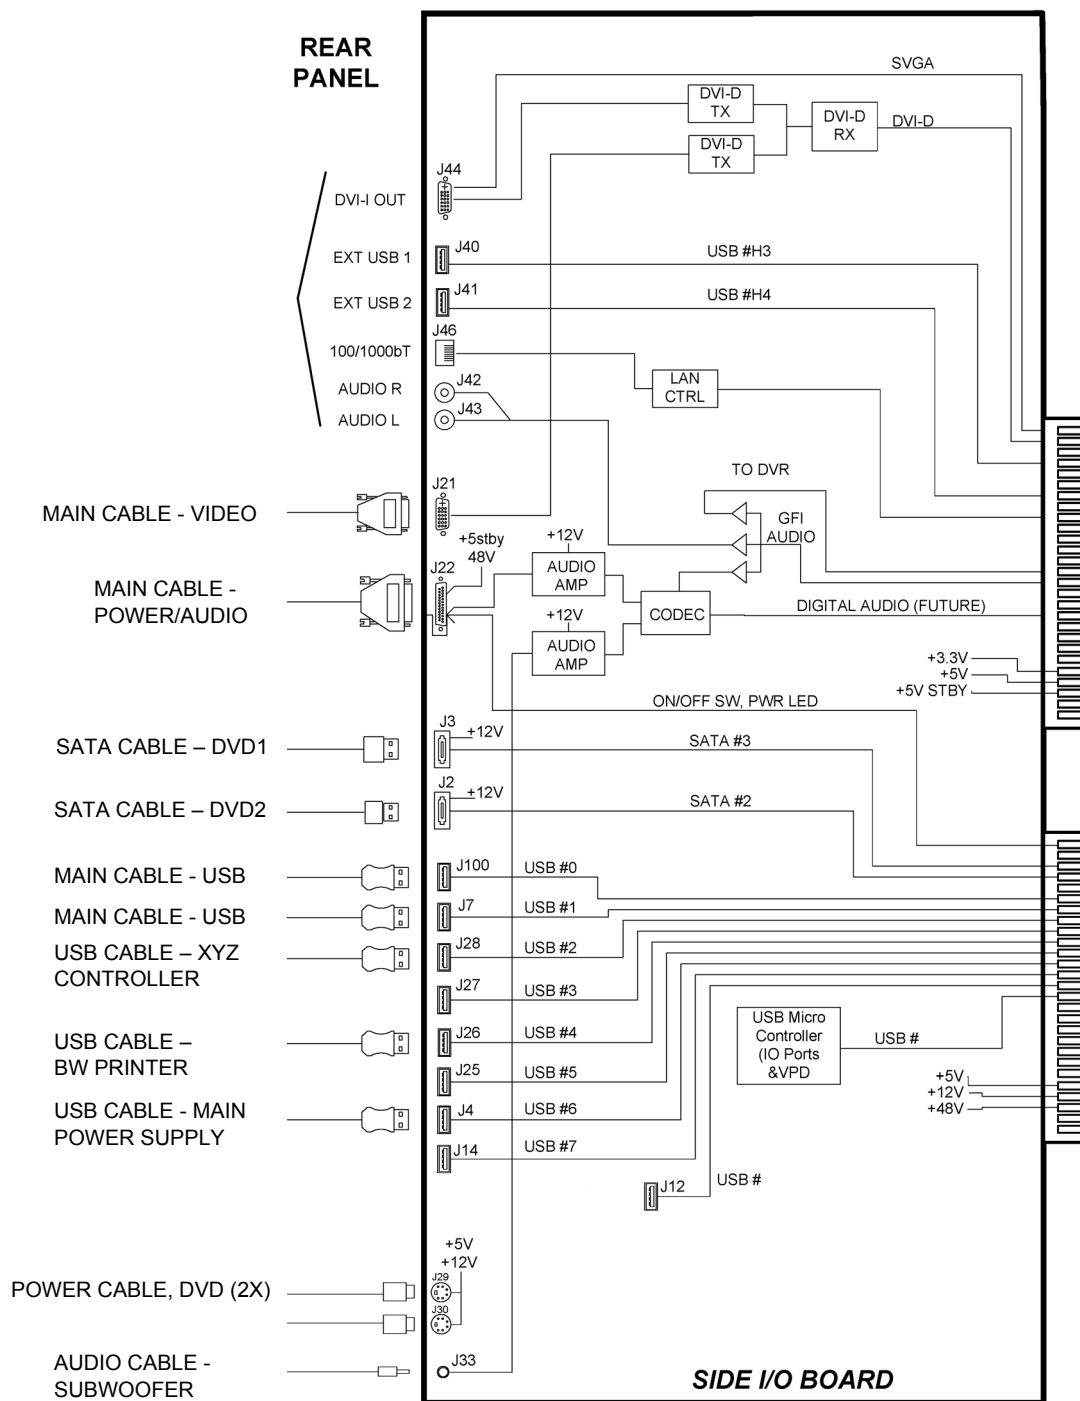 REAR
PANEL
SVGA
DVI-D
TX
DVI-D
RX
DVI-D
DVI-D
TX
J44
DVI-I OUT
EXT USB 1
J40
USB #H3
EXT USB 2
J41
USB #H4
J46
100/1000bT
LAN
CTRL
AUDIO R
J42
AUDIO L
J43
TO DVR
GFI
AUDIO
MAIN CABLE - VIDEO
J21
+5stby
48V
+12V
AUDIO
AMP
MAIN CABLE -
POWER/AUDIO
J22
CODEC
DIGITAL AUDIO (FUTURE)
+12V
AUDIO
AMP
+3.3V
+5V
+5V STBY
ON/OFF SW, PWR LED
SATA CABLE – DVD1
J3
+12V
SATA #3
SATA CABLE – DVD2
J2
+12V
SATA #2
MAIN CABLE - USB
J100
USB #0
MAIN CABLE - USB
J7
USB #1
USB CABLE – XYZ
CONTROLLER
J28
USB #2
J27
USB #3
USB CABLE –
BW PRINTER
J26
USB #4
USB Micro
Controller
(IO Ports
&VPD
USB #
J25
USB #5
+5V
+12V
+48V
USB CABLE - MAIN
POWER SUPPLY
J4
USB #6
J14
USB #7
J12
USB #
+5V
+12V
POWER CABLE, DVD (2X)
J29
J30
AUDIO CABLE -
SUBWOOFER
J33
SIDE I/O BOARD